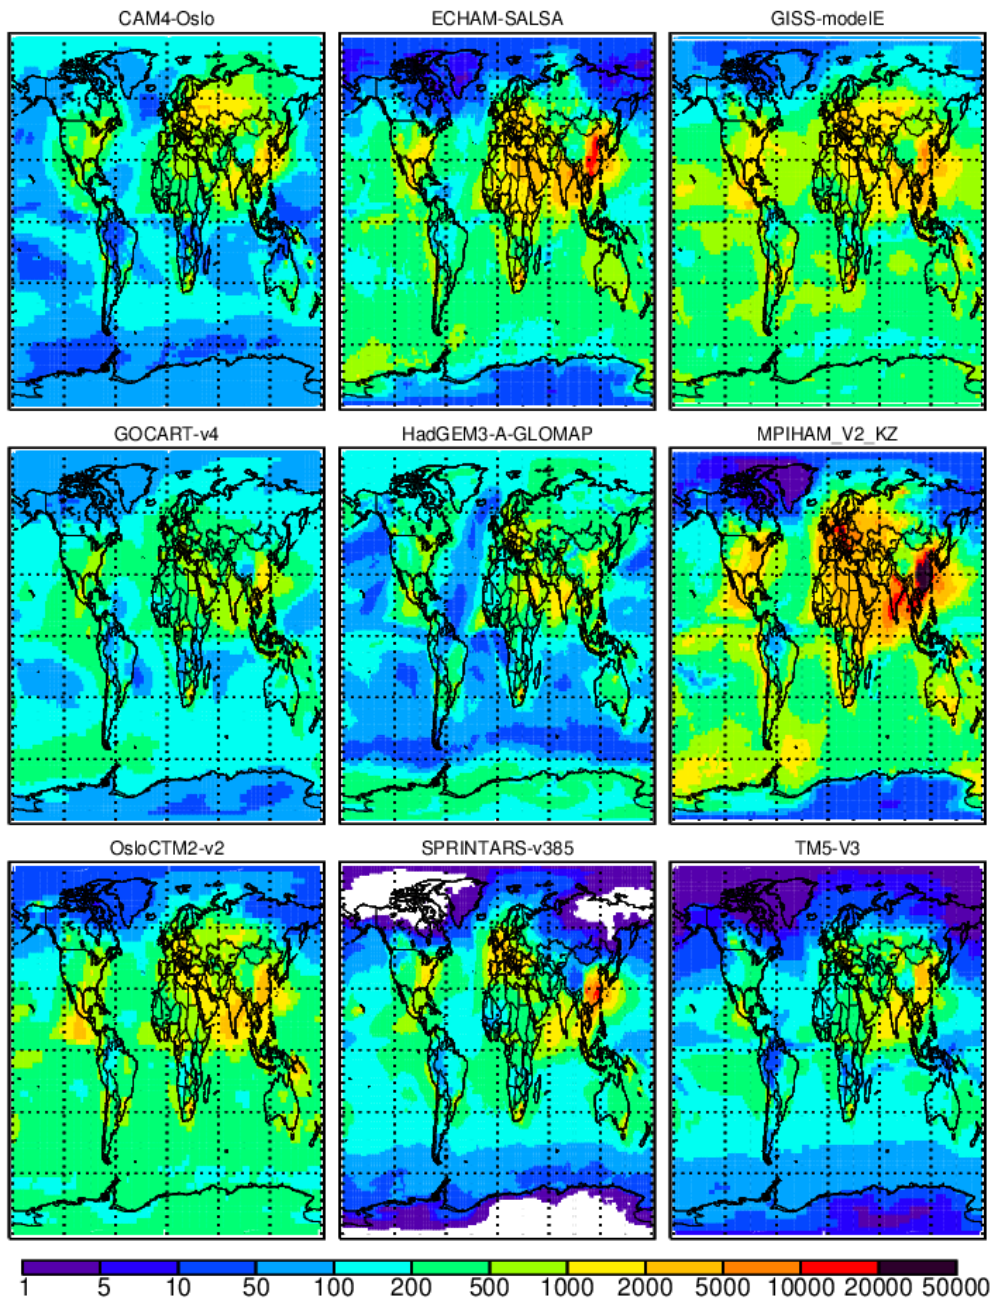 CAM4-Oslo ECHAM-SALSA GISS-modelE
GOCART-v4 HadGEM3-A-GLOMAP MPIHAM_V2_KZ
OsloCTM2-v2 SPRINTARS-v385 TM5-V3
1 5 10 50 100 200 500 1000 2000 5000 10000 20000 50000